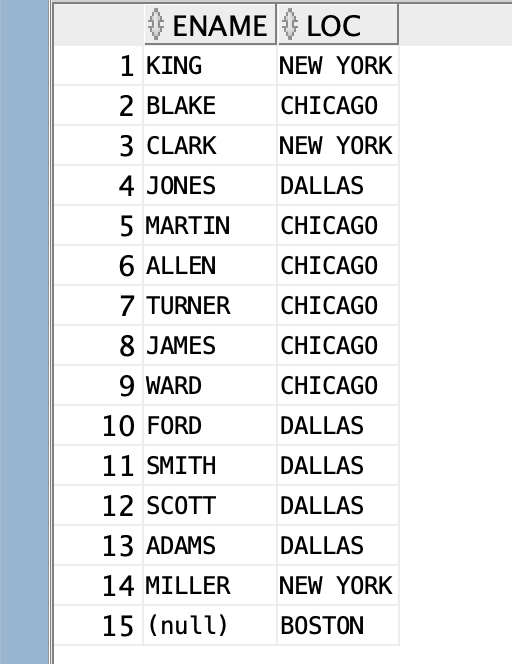 ENAME LOC
1 KING NEW YORK
2 BLAKE CHICAGO
3 CLARK NEW YORK
4 JONES DALLAS
5 MARTIN CHICAGO
6 ALLEN CHICAGO
7 TURNER CHICAGO
8 JAMES CHICAGO
9 WARD CHICAGO
10 FORD DALLAS
11 SMITH DALLAS
12 SCOTT DALLAS
13 ADAMS DALLAS
14 MILLER NEW YORK
15 (null) BOSTON